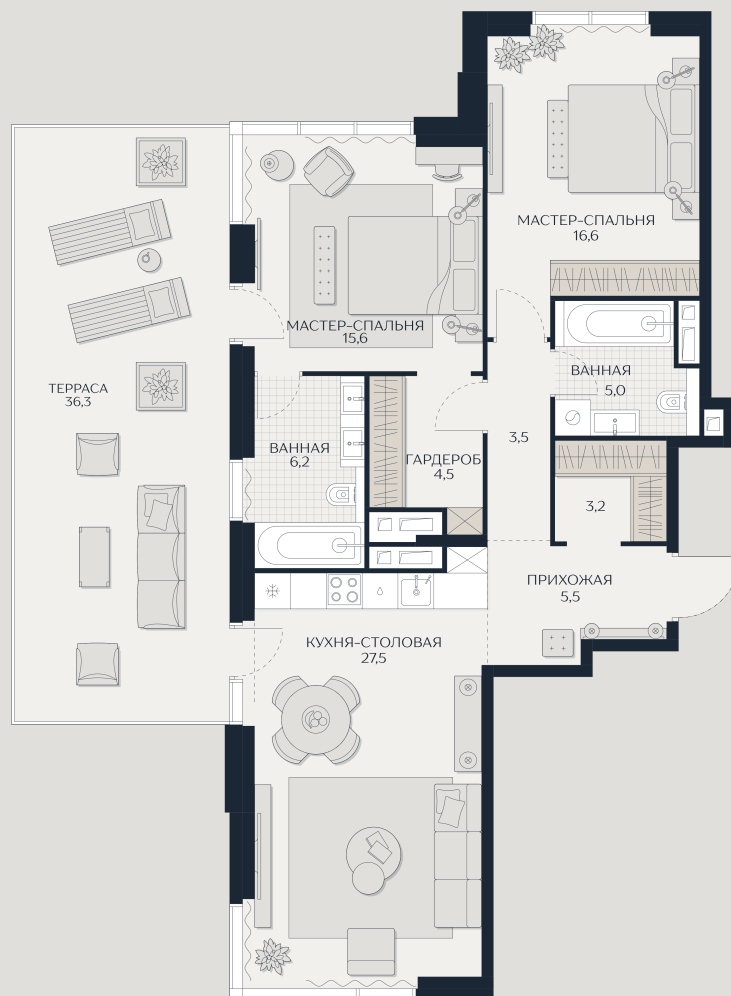 МАСТЕР-СПАЛЬНЯ
16,6
МАСТЕР-СПАЛЬНЯ
15,6
ТЕРРАСА
36,3
ВАННАЯ
5,0
ВАННАЯ
6,2
ГАРДЕРОБ
4,5
3,5
3,2
ПРИХОЖАЯ
5,5
КУХНЯ-СТОЛОВАЯ
27,5